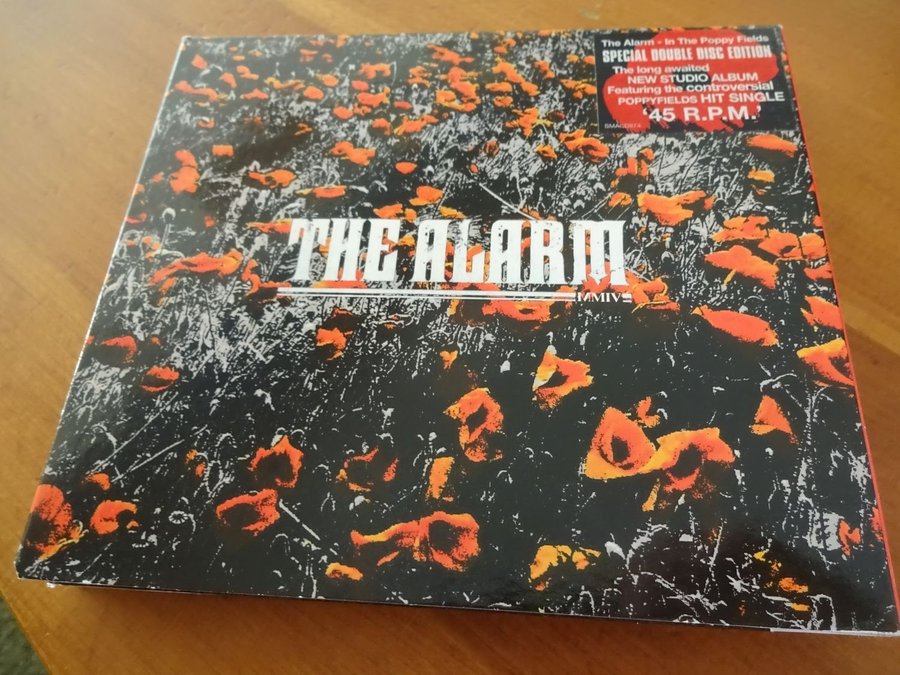 The Alarm - In The Poppy Fields
SPECIAL DOUBLE DISC EDITION
The long awaited
NEW STUDIO ALBUM
Featuring the controversial
POPPYFIELDS HIT SINGLE
'45 R.P.M.'
THE ALARM
MMIV